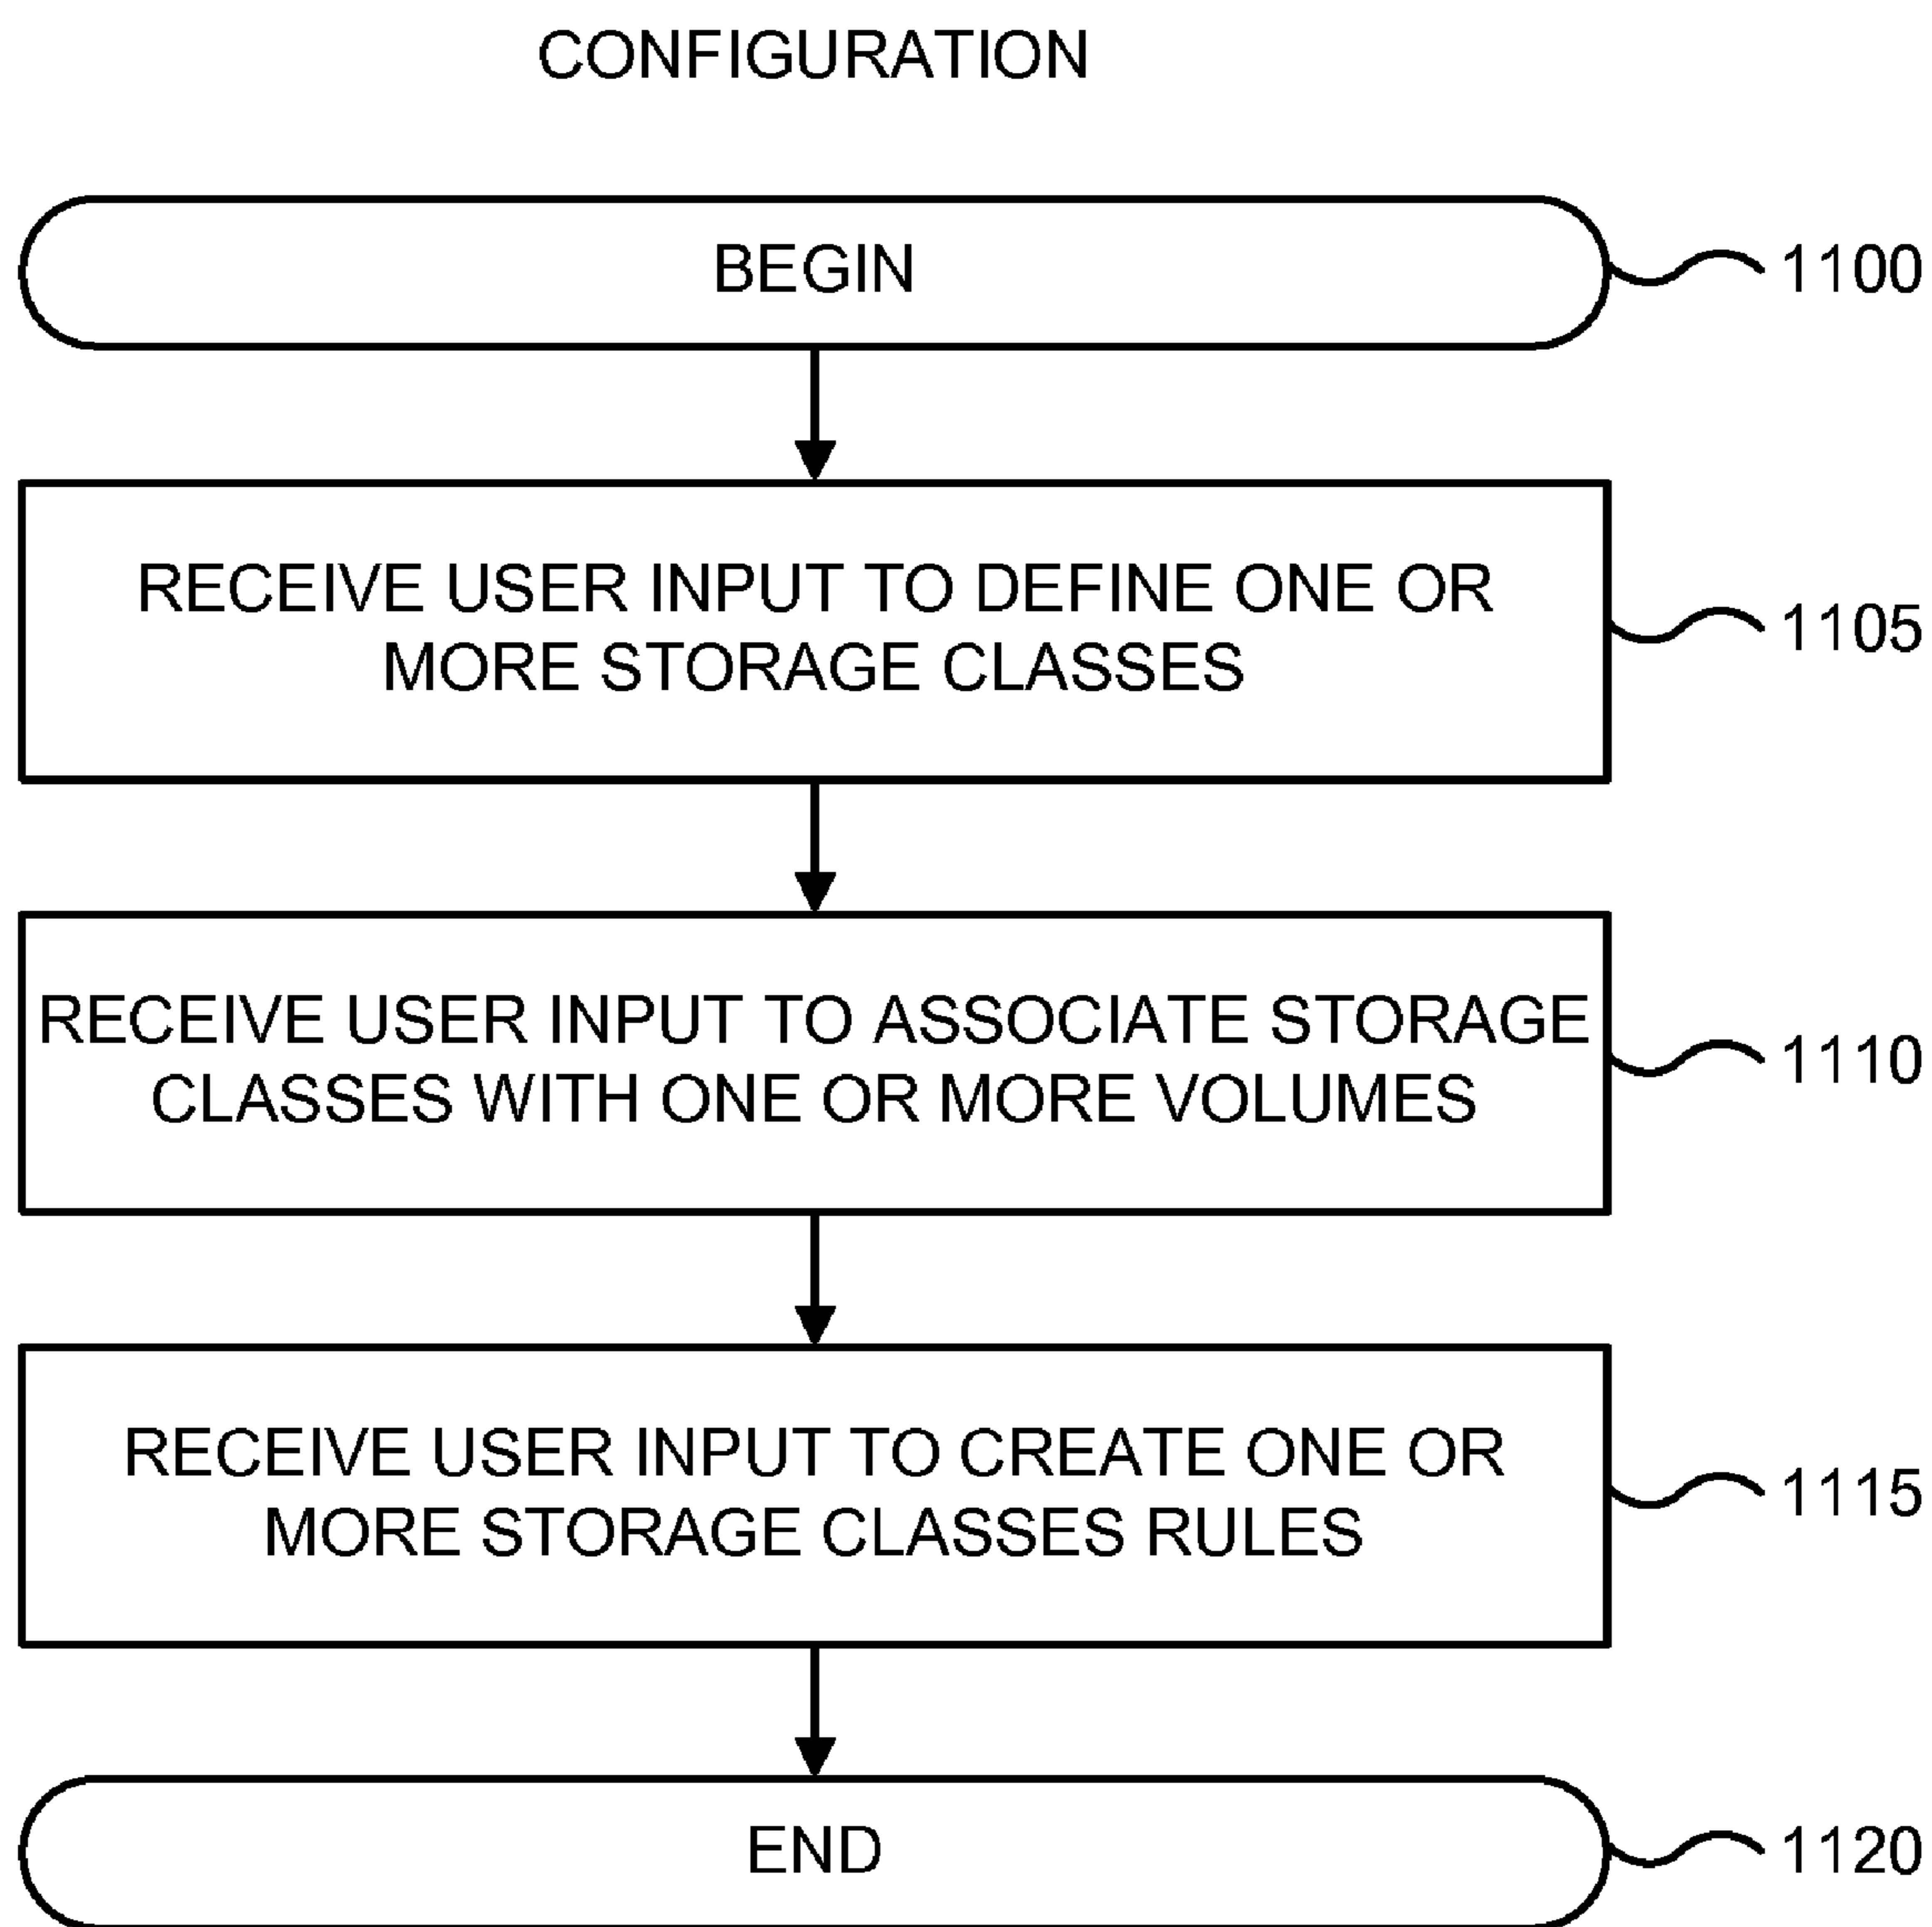 CONFIGURATION
BEGIN
1100
RECEIVE USER INPUT TO DEFINE ONE OR
MORE STORAGE CLASSES
1105
RECEIVE USER INPUT TO ASSOCIATE STORAGE
CLASSES WITH ONE OR MORE VOLUMES
1110
RECEIVE USER INPUT TO CREATE ONE OR
MORE STORAGE CLASSES RULES
1115
END
1120